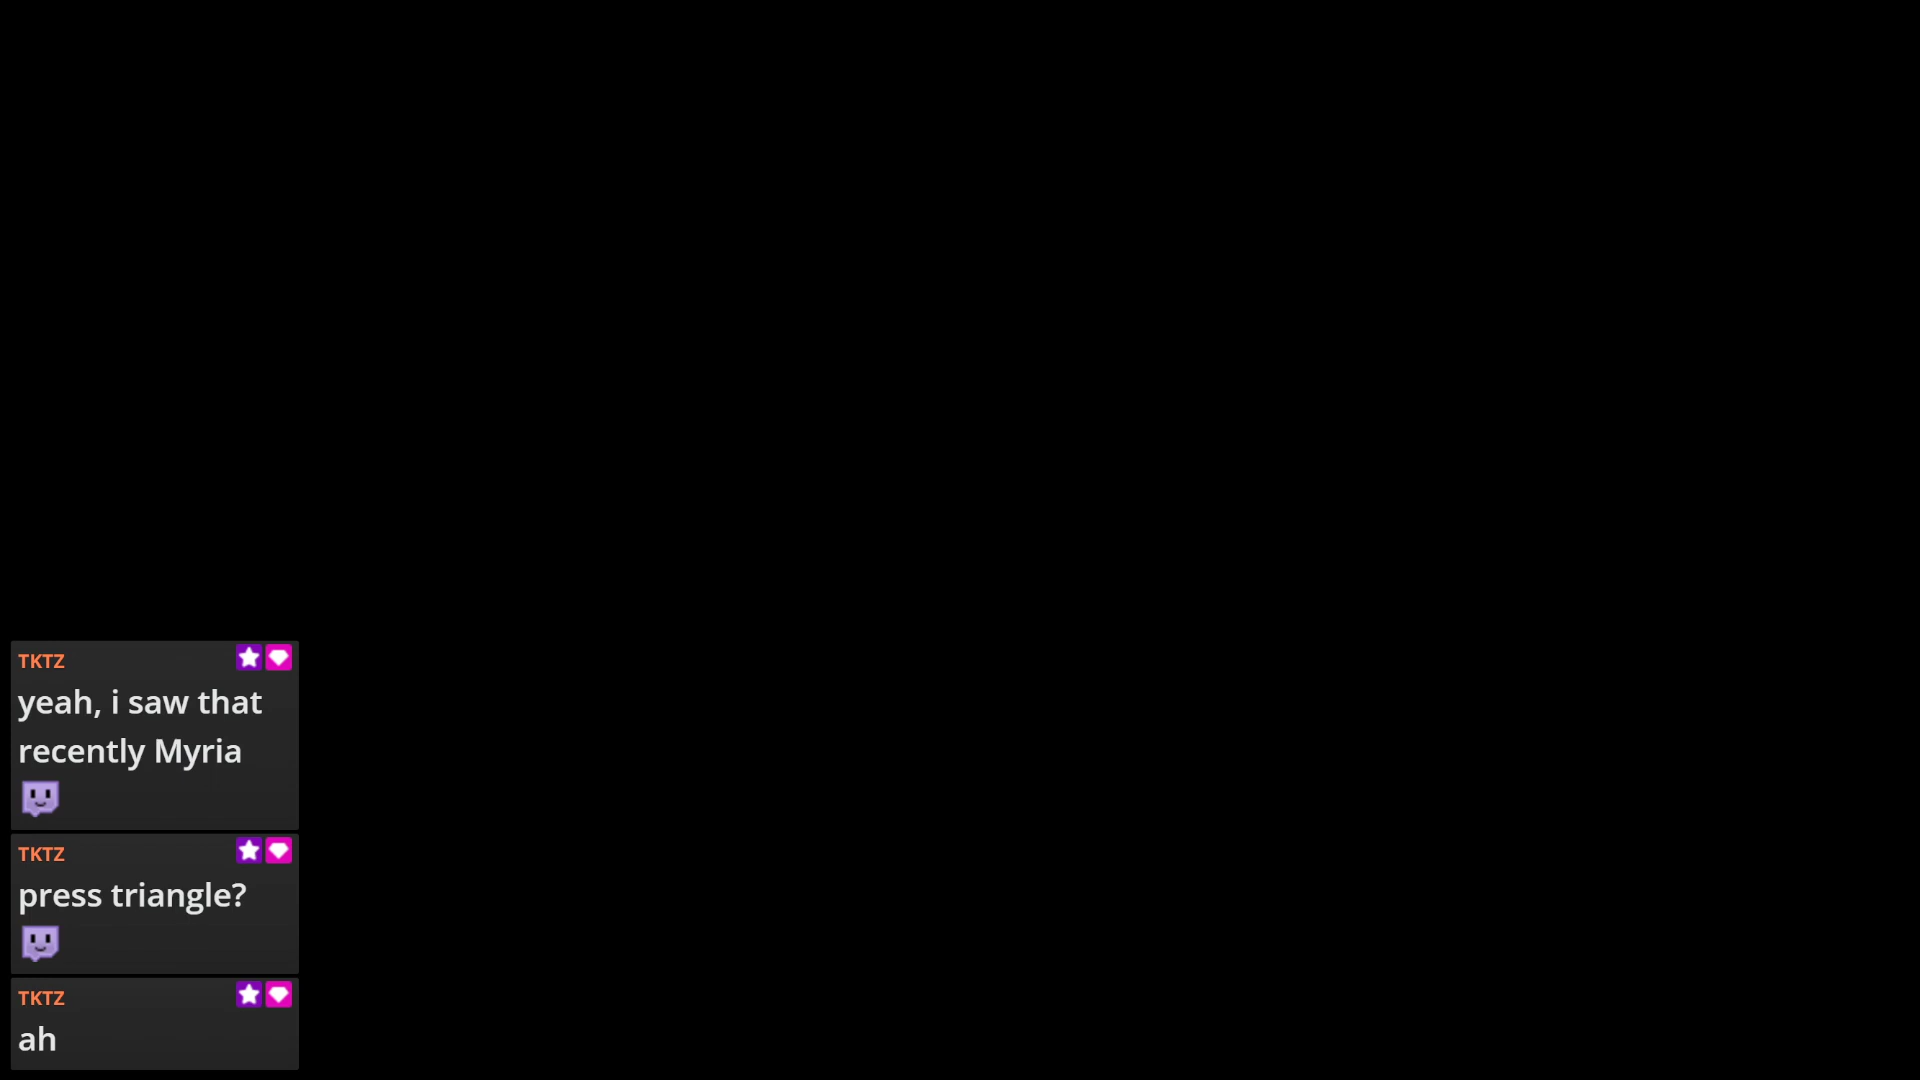 TKTZ
yeah, i saw that
recently Myria
TKTZ
press triangle?
TKTZ
ah